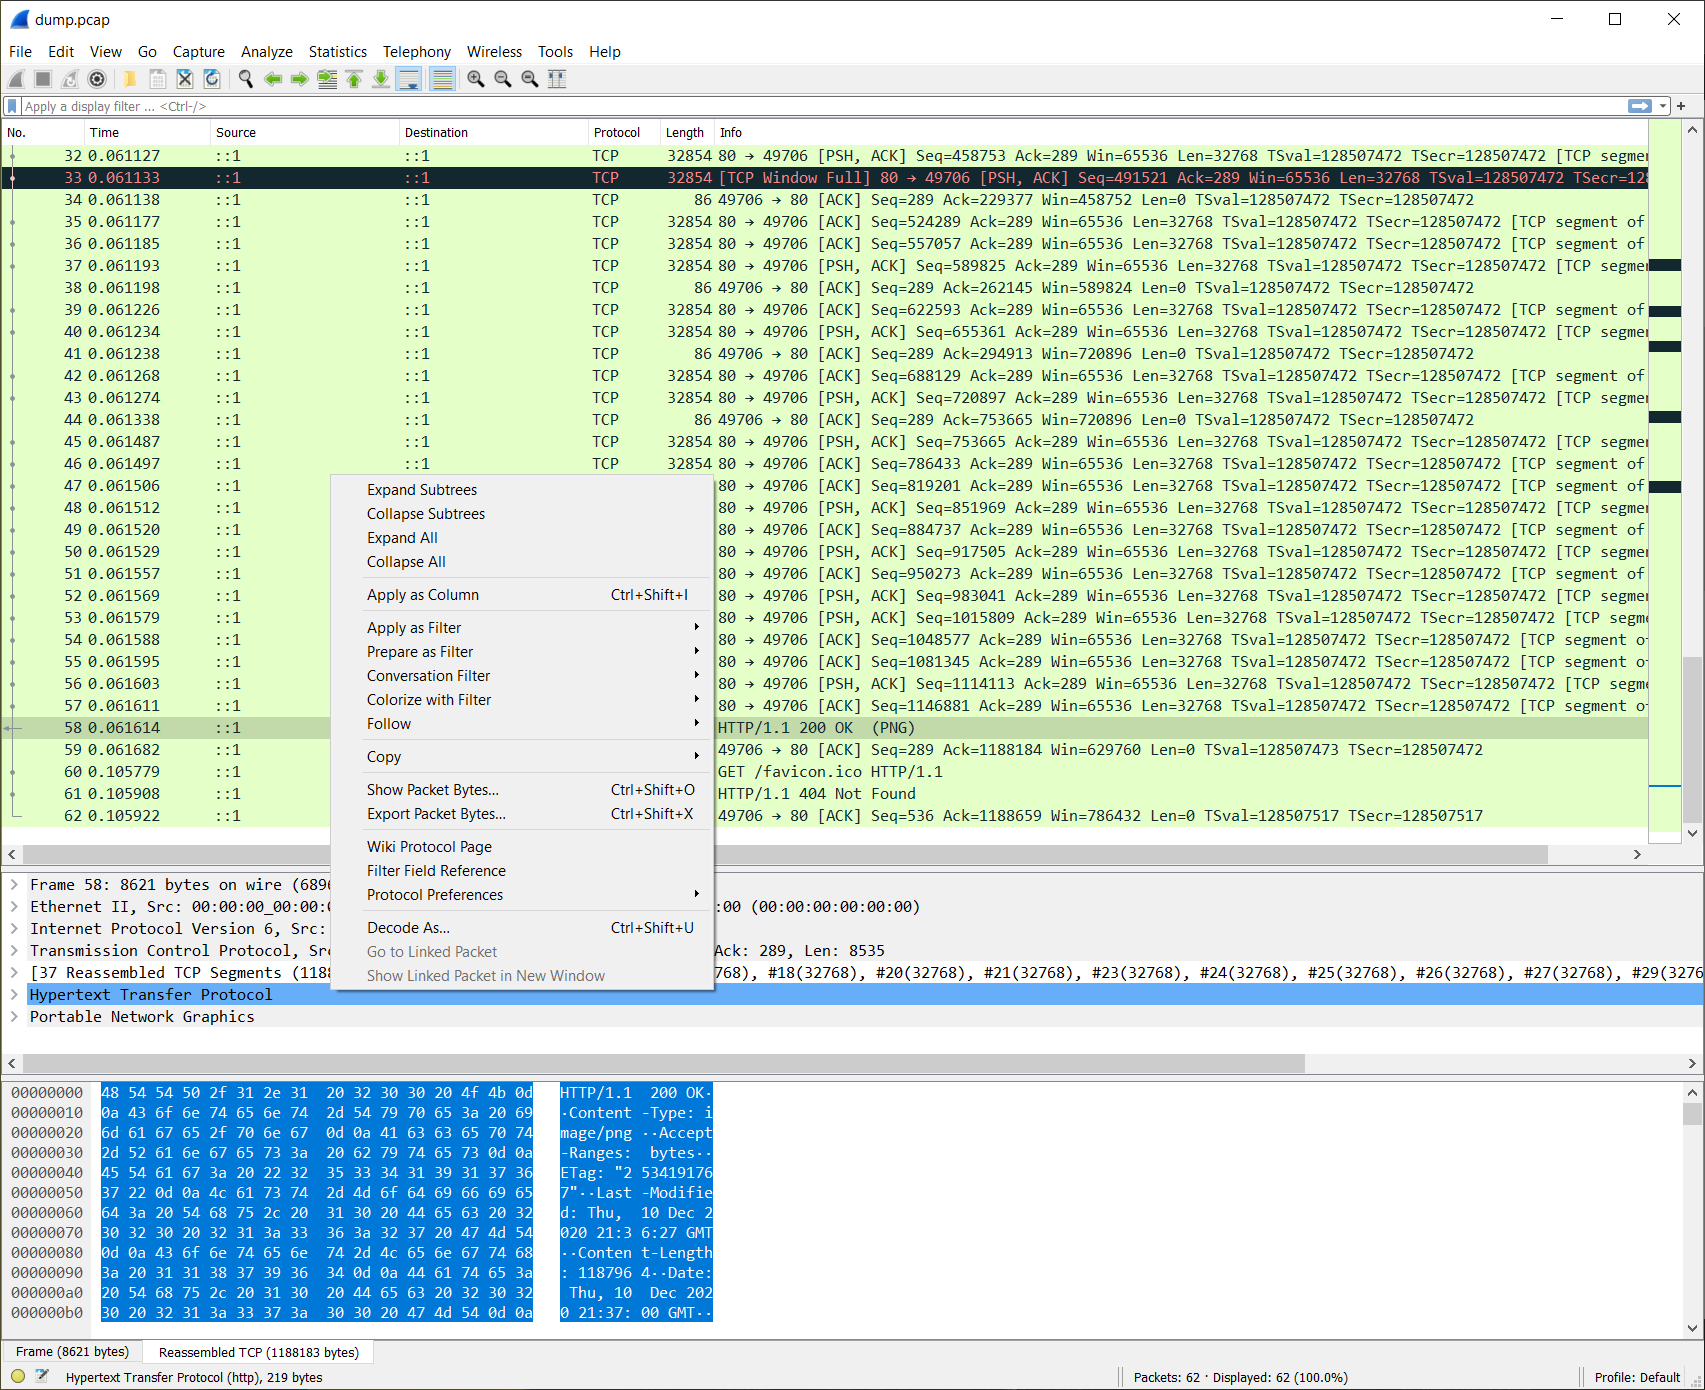 dump.pcap
File Edit View Go Capture Analyze Statistics Telephony Wireless Tools Help
Apply a display filter ... <Ctrl-/>
No. Time Source Destination Protocol Length Info
32 0.061127 ::1 ::1 TCP 32854 80 → 49706 [PSH, ACK] Seq=458753 Ack=289 Win=65536 Len=32768 TSval=128507472 TSecr=128507472 [TCP segme
33 0.061133 ::1 ::1 TCP 32854 [TCP Window Full] 80 → 49706 [PSH, ACK] Seq=491521 Ack=289 Win=65536 Len=32768 TSval=128507472 TSecr=128
34 0.061138 ::1 ::1 TCP 86 49706 → 80 [ACK] Seq=289 Ack=229377 Win=458752 Len=0 TSval=128507472 TSecr=128507472
35 0.061177 ::1 ::1 TCP 32854 80 → 49706 [ACK] Seq=524289 Ack=289 Win=65536 Len=32768 TSval=128507472 TSecr=128507472 [TCP segment of
36 0.061185 ::1 ::1 TCP 32854 80 → 49706 [ACK] Seq=557057 Ack=289 Win=65536 Len=32768 TSval=128507472 TSecr=128507472 [TCP segment of
37 0.061193 ::1 ::1 TCP 32854 80 → 49706 [PSH, ACK] Seq=589825 Ack=289 Win=65536 Len=32768 TSval=128507472 TSecr=128507472 [TCP segme
38 0.061198 ::1 ::1 TCP 86 49706 → 80 [ACK] Seq=289 Ack=262145 Win=589824 Len=0 TSval=128507472 TSecr=128507472
39 0.061226 ::1 ::1 TCP 32854 80 → 49706 [ACK] Seq=622593 Ack=289 Win=65536 Len=32768 TSval=128507472 TSecr=128507472 [TCP segment of
40 0.061234 ::1 ::1 TCP 32854 80 → 49706 [PSH, ACK] Seq=655361 Ack=289 Win=65536 Len=32768 TSval=128507472 TSecr=128507472 [TCP segme
41 0.061238 ::1 ::1 TCP 86 49706 → 80 [ACK] Seq=289 Ack=294913 Win=720896 Len=0 TSval=128507472 TSecr=128507472
42 0.061268 ::1 ::1 TCP 32854 80 → 49706 [ACK] Seq=688129 Ack=289 Win=65536 Len=32768 TSval=128507472 TSecr=128507472 [TCP segment of
43 0.061274 ::1 ::1 TCP 32854 80 → 49706 [PSH, ACK] Seq=720897 Ack=289 Win=65536 Len=32768 TSval=128507472 TSecr=128507472 [TCP segme
44 0.061338 ::1 ::1 TCP 86 49706 → 80 [ACK] Seq=289 Ack=753665 Win=720896 Len=0 TSval=128507472 TSecr=128507472
45 0.061487 ::1 ::1 TCP 32854 80 → 49706 [PSH, ACK] Seq=753665 Ack=289 Win=65536 Len=32768 TSval=128507472 TSecr=128507472 [TCP segme
46 0.061497 ::1 ::1 TCP 32854 80 → 49706 [ACK] Seq=786433 Ack=289 Win=65536 Len=32768 TSval=128507472 TSecr=128507472 [TCP segment of
47 0.061506 ::1 80 → 49706 [ACK] Seq=819201 Ack=289 Win=65536 Len=32768 TSval=128507472 TSecr=128507472 [TCP segment of
48 0.061512 ::1 80 → 49706 [PSH, ACK] Seq=851969 Ack=289 Win=65536 Len=32768 TSval=128507472 TSecr=128507472 [TCP segme
49 0.061520 ::1 80 → 49706 [ACK] Seq=884737 Ack=289 Win=65536 Len=32768 TSval=128507472 TSecr=128507472 [TCP segment of
50 0.061529 ::1 80 → 49706 [PSH, ACK] Seq=917505 Ack=289 Win=65536 Len=32768 TSval=128507472 TSecr=128507472 [TCP segme
51 0.061557 ::1 80 → 49706 [ACK] Seq=950273 Ack=289 Win=65536 Len=32768 TSval=128507472 TSecr=128507472 [TCP segment of
52 0.061569 ::1 80 → 49706 [PSH, ACK] Seq=983041 Ack=289 Win=65536 Len=32768 TSval=128507472 TSecr=128507472 [TCP segme
53 0.061579 ::1 80 → 49706 [ACK] Seq=1015809 Ack=289 Win=65536 Len=32768 TSval=128507472 TSecr=128507472 [TCP segment o
54 0.061588 ::1 80 → 49706 [ACK] Seq=1048577 Ack=289 Win=65536 Len=32768 TSval=128507472 TSecr=128507472 [TCP segment o
55 0.061595 ::1 80 → 49706 [ACK] Seq=1081345 Ack=289 Win=65536 Len=32768 TSval=128507472 TSecr=128507472 [TCP segment o
56 0.061603 ::1 80 → 49706 [PSH, ACK] Seq=1114113 Ack=289 Win=65536 Len=32768 TSval=128507472 TSecr=128507472 [TCP segm
57 0.061611 ::1 80 → 49706 [ACK] Seq=1146881 Ack=289 Win=65536 Len=32768 TSval=128507472 TSecr=128507472 [TCP segment o
58 0.061614 ::1 HTTP/1.1 200 OK (PNG)
59 0.061682 ::1 49706 → 80 [ACK] Seq=289 Ack=1188184 Win=629760 Len=0 TSval=128507473 TSecr=128507472
60 0.105779 ::1 GET /favicon.ico HTTP/1.1
61 0.105908 ::1 HTTP/1.1 404 Not Found
62 0.105922 ::1 49706 → 80 [ACK] Seq=536 Ack=1188659 Win=786432 Len=0 TSval=128507517 TSecr=128507517
Expand Subtrees
Collapse Subtrees
Expand All
Collapse All
Apply as Column Ctrl+Shift+I
Apply as Filter
Prepare as Filter
Conversation Filter
Colorize with Filter
Follow
Copy
Show Packet Bytes... Ctrl+Shift+O
Export Packet Bytes... Ctrl+Shift+X
Wiki Protocol Page
Filter Field Reference
Protocol Preferences
Decode As... Ctrl+Shift+U
Go to Linked Packet
Show Linked Packet in New Window
Frame 58: 8621 bytes on wire (689
Ethernet II, Src: 00:00:00_00:00:0 :00 (00:00:00:00:00:00)
Internet Protocol Version 6, Src:
Transmission Control Protocol, Src Ack: 289, Len: 8535
[37 Reassembled TCP Segments (1188 768), #18(32768), #20(32768), #21(32768), #23(32768), #24(32768), #25(32768), #26(32768), #27(32768), #29(3276
Hypertext Transfer Protocol
Portable Network Graphics
00000000 48 54 54 50 2f 31 2e 31 20 32 30 30 20 4f 4b 0d HTTP/1.1 200 OK·
00000010 0a 43 6f 6e 74 65 6e 74 2d 54 79 70 65 3a 20 69 ·Content -Type: i
00000020 6d 61 67 65 2f 70 6e 67 0d 0a 41 63 63 65 70 74 mage/png ··Accept
00000030 2d 52 61 6e 67 65 73 3a 20 62 79 74 65 73 0d 0a -Ranges: bytes··
00000040 45 54 61 67 3a 20 22 32 35 33 34 31 39 31 37 36 ETag: "2 53419176
00000050 37 22 0d 0a 4c 61 73 74 2d 4d 6f 64 69 66 69 65 7"··Last -Modifie
00000060 64 3a 20 54 68 75 2c 20 31 30 20 44 65 63 20 32 d: Thu, 10 Dec 2
00000070 30 32 30 20 32 31 3a 33 36 3a 32 37 20 47 4d 54 020 21:3 6:27 GMT
00000080 0d 0a 43 6f 6e 74 65 6e 74 2d 4c 65 6e 67 74 68 ··Conten t-Length
00000090 3a 20 31 31 38 37 39 36 34 0d 0a 44 61 74 65 3a : 118796 4··Date:
000000a0 20 54 68 75 2c 20 31 30 20 44 65 63 20 32 30 32 Thu, 10 Dec 202
000000b0 30 20 32 31 3a 33 37 3a 30 30 20 47 4d 54 0d 0a 0 21:37: 00 GMT··
Frame (8621 bytes) Reassembled TCP (1188183 bytes)
Hypertext Transfer Protocol (http), 219 bytes Packets: 62 · Displayed: 62 (100.0%) Profile: Default